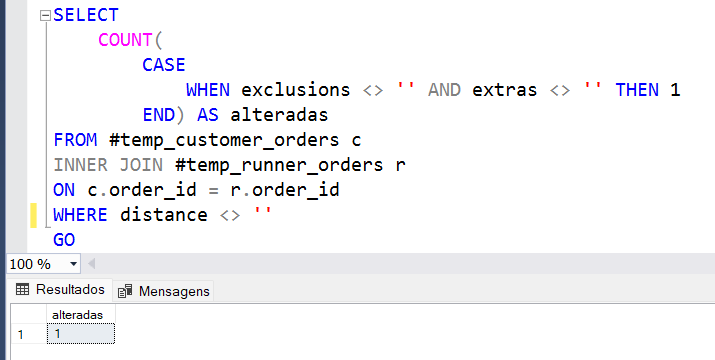 SELECT
COUNT(
CASE
WHEN exclusions <> '' AND extras <> '' THEN 1
END) AS alteradas
FROM #temp_customer_orders c
INNER JOIN #temp_runner_orders r
ON c.order_id = r.order_id
WHERE distance <> ''
GO
100 %
Resultados Mensagens
alteradas
1 1